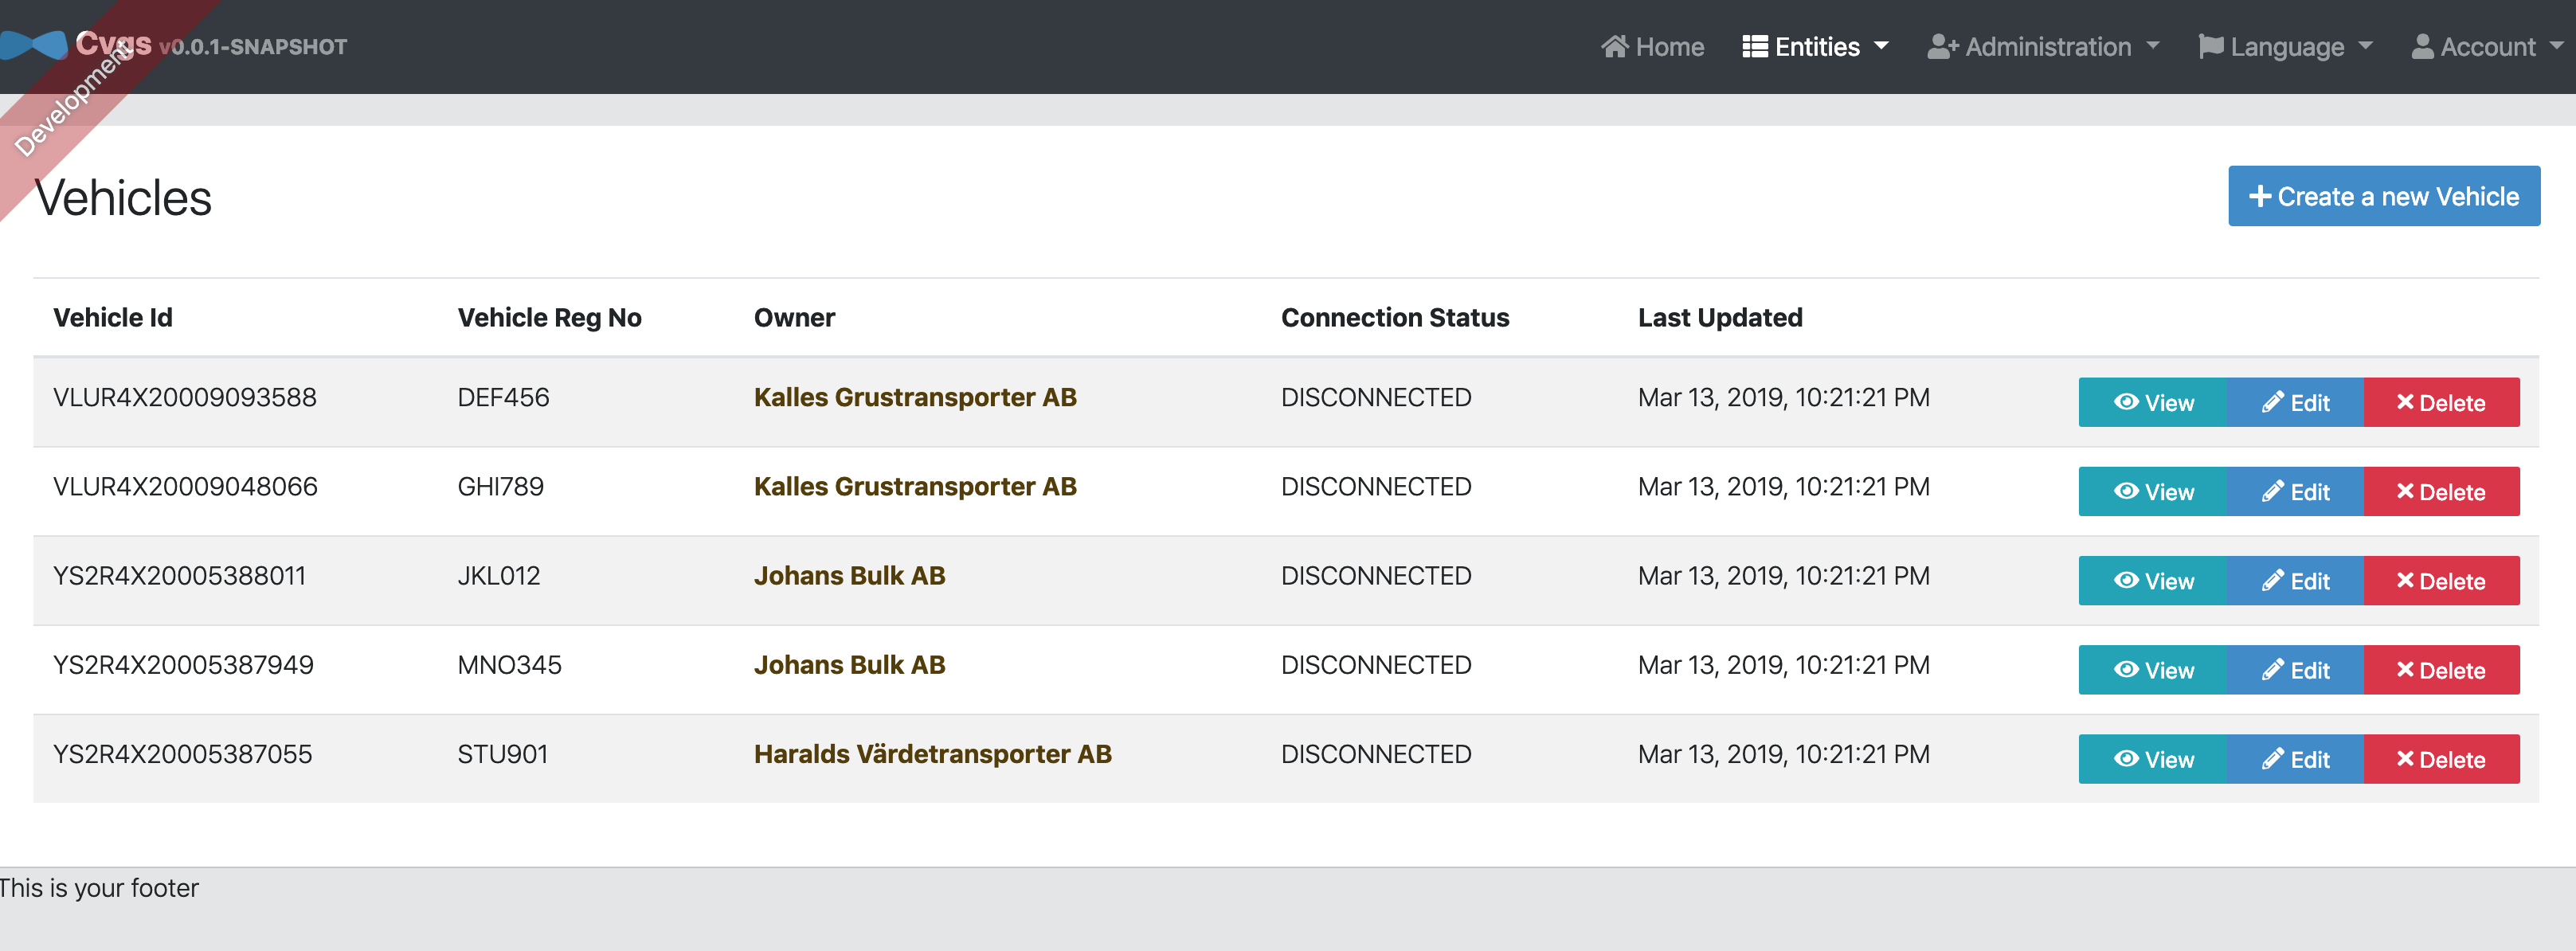 Cvgs v0.0.1-SNAPSHOT Home Entities Administration Language Account
Development
Vehicles Create a new Vehicle
Vehicle Id Vehicle Reg No Owner Connection Status Last Updated
VLUR4X20009093588 DEF456 Kalles Grustransporter AB DISCONNECTED Mar 13, 2019, 10:21:21 PM View Edit Delete
VLUR4X20009048066 GHI789 Kalles Grustransporter AB DISCONNECTED Mar 13, 2019, 10:21:21 PM View Edit Delete
YS2R4X20005388011 JKL012 Johans Bulk AB DISCONNECTED Mar 13, 2019, 10:21:21 PM View Edit Delete
YS2R4X20005387949 MNO345 Johans Bulk AB DISCONNECTED Mar 13, 2019, 10:21:21 PM View Edit Delete
YS2R4X20005387055 STU901 Haralds Värdetransporter AB DISCONNECTED Mar 13, 2019, 10:21:21 PM View Edit Delete
This is your footer